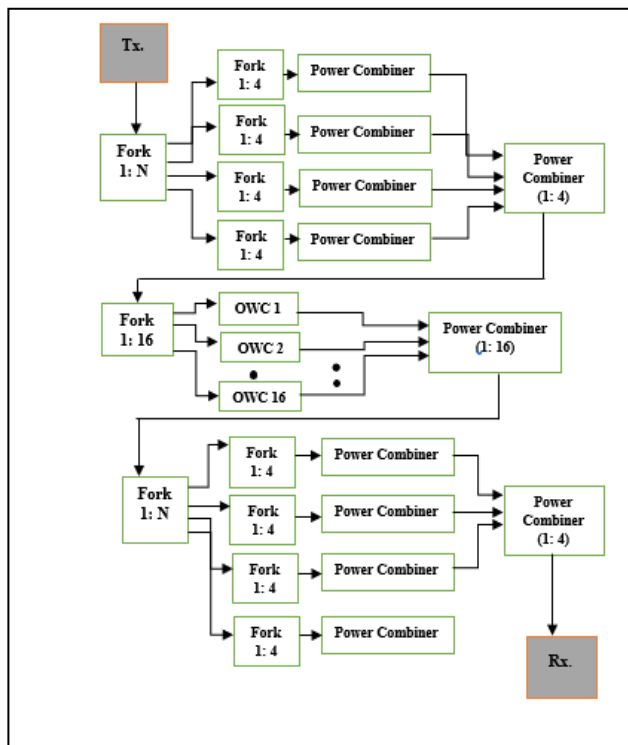 Tx.
Fork
1: N
Fork
1: 4
Power Combiner
Fork
1: 4
Power Combiner
Fork
1: 4
Power Combiner
Fork
1: 4
Power Combiner
Power
Combiner
(1: 4)
Fork
1: 16
OWC 1
OWC 2
OWC 16
Power Combiner
(1: 16)
Fork
1: N
Fork
1: 4
Power Combiner
Fork
1: 4
Power Combiner
Fork
1: 4
Power Combiner
Fork
1: 4
Power Combiner
Power
Combiner
(1: 4)
Rx.